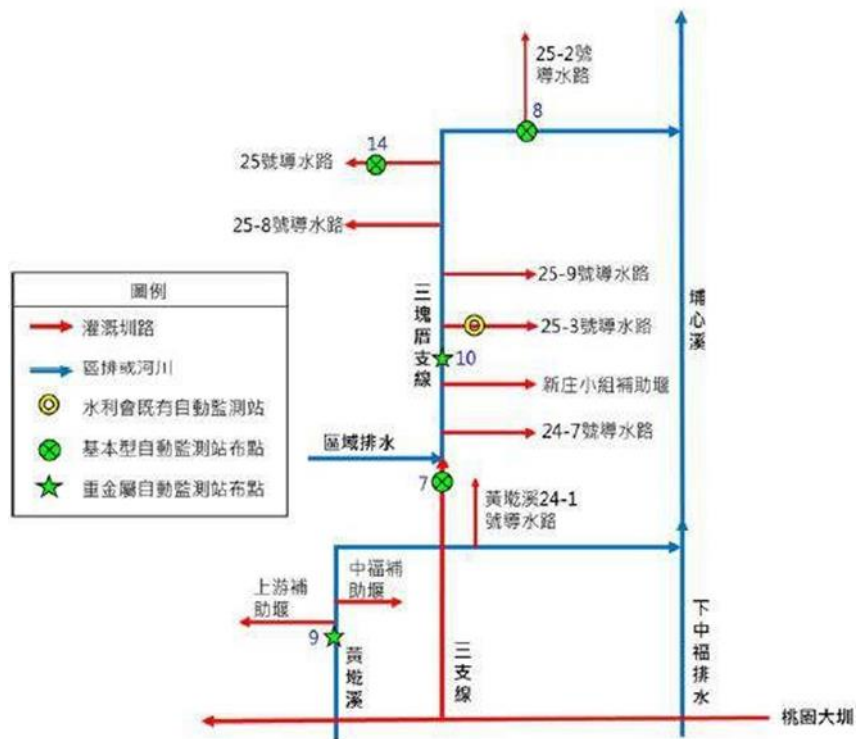 25-2號
導水路
8
14
25號導水路
25-8號導水路
25-9號導水路
25-3號導水路
10
新庄小組補助堰
24-7號導水路
三塊厝支線
埔心溪
圖例
灌溉圳路
區排或河川
水利會既有自動監測站
基本型自動監測站布點
重金屬自動監測站布點
區域排水
7
黃墘溪24-1
號導水路
中福補
助堰
上游補
助堰
9
黃墘溪
三支線
下中福排水
桃園大圳